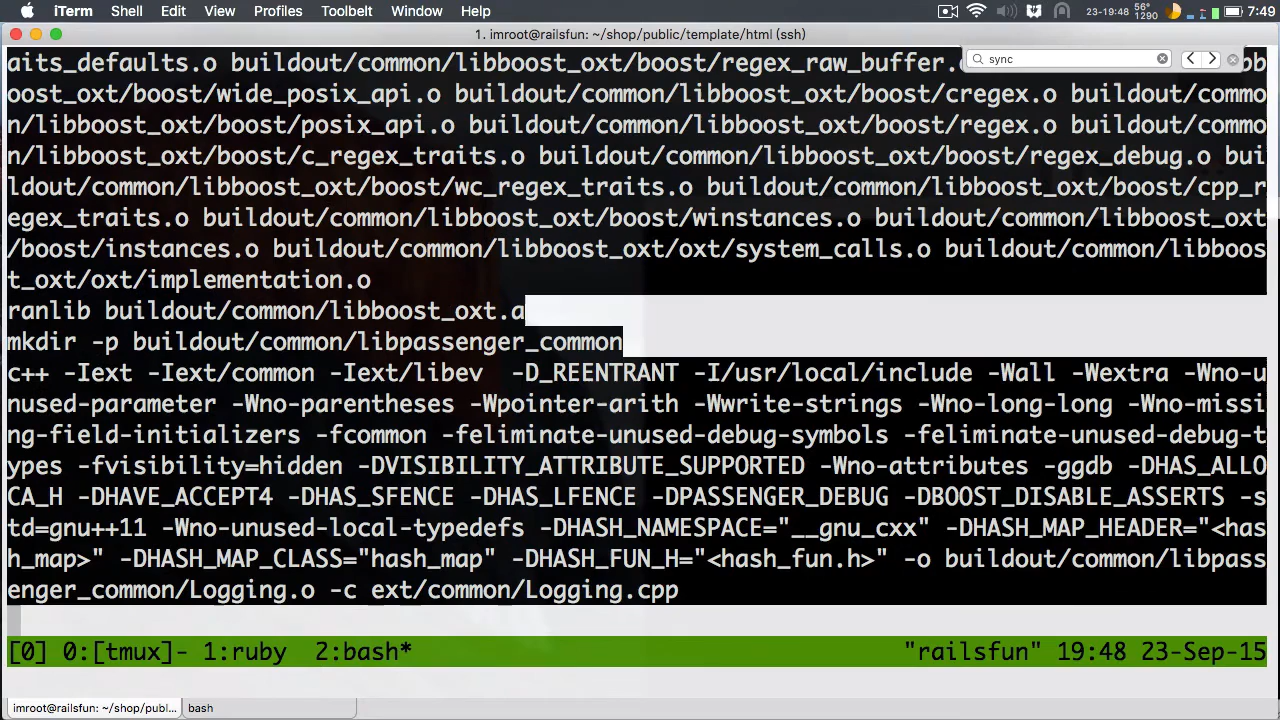 iTerm Shell Edit View Profiles Toolbelt Window Help 23-19:48 56° 1290 7:49
1. imroot@railsfun: ~/shop/public/template/html (ssh)
sync
aits_defaults.o buildout/common/libboost_oxt/boost/regex_raw_buffer.
oost_oxt/boost/wide_posix_api.o buildout/common/libboost_oxt/boost/cregex.o buildout/commo
n/libboost_oxt/boost/posix_api.o buildout/common/libboost_oxt/boost/regex.o buildout/commo
n/libboost_oxt/boost/c_regex_traits.o buildout/common/libboost_oxt/boost/regex_debug.o bui
ldout/common/libboost_oxt/boost/wc_regex_traits.o buildout/common/libboost_oxt/boost/cpp_r
egex_traits.o buildout/common/libboost_oxt/boost/winstances.o buildout/common/libboost_oxt
/boost/instances.o buildout/common/libboost_oxt/oxt/system_calls.o buildout/common/libboos
t_oxt/oxt/implementation.o
ranlib buildout/common/libboost_oxt.a
mkdir -p buildout/common/libpassenger_common
c++ -Iext -Iext/common -Iext/libev  -D_REENTRANT -I/usr/local/include -Wall -Wextra -Wno-u
nused-parameter -Wno-parentheses -Wpointer-arith -Wwrite-strings -Wno-long-long -Wno-missi
ng-field-initializers -fcommon -feliminate-unused-debug-symbols -feliminate-unused-debug-t
ypes -fvisibility=hidden -DVISIBILITY_ATTRIBUTE_SUPPORTED -Wno-attributes -ggdb -DHAS_ALLO
CA_H -DHAVE_ACCEPT4 -DHAS_SFENCE -DHAS_LFENCE -DPASSENGER_DEBUG -DBOOST_DISABLE_ASSERTS -s
td=gnu++11 -Wno-unused-local-typedefs -DHASH_NAMESPACE="__gnu_cxx" -DHASH_MAP_HEADER="<has
h_map>" -DHASH_MAP_CLASS="hash_map" -DHASH_FUN_H="<hash_fun.h>" -o buildout/common/libpass
enger_common/Logging.o -c ext/common/Logging.cpp
[0] 0:[tmux]- 1:ruby  2:bash* "railsfun" 19:48 23-Sep-15
imroot@railsfun: ~/shop/publ... bash